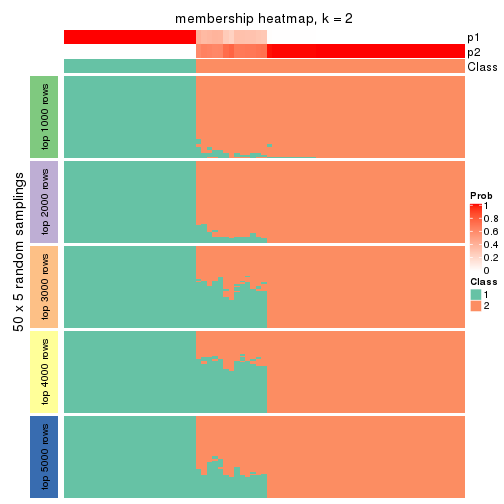 membership heatmap, k = 2
p1
p2
Class
50 x 5 random samplings
top 1000 rows
top 2000 rows
top 3000 rows
top 4000 rows
top 5000 rows
Prob
1
0.8
0.6
0.4
0.2
0
Class
1
2